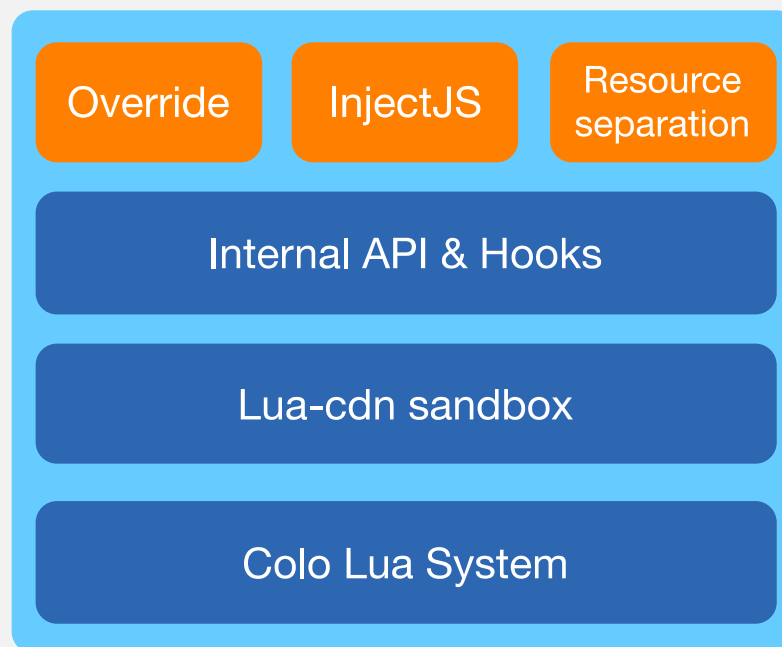 Override
InjectJS
Resource
separation
Internal API & Hooks
Lua-cdn sandbox
Colo Lua System